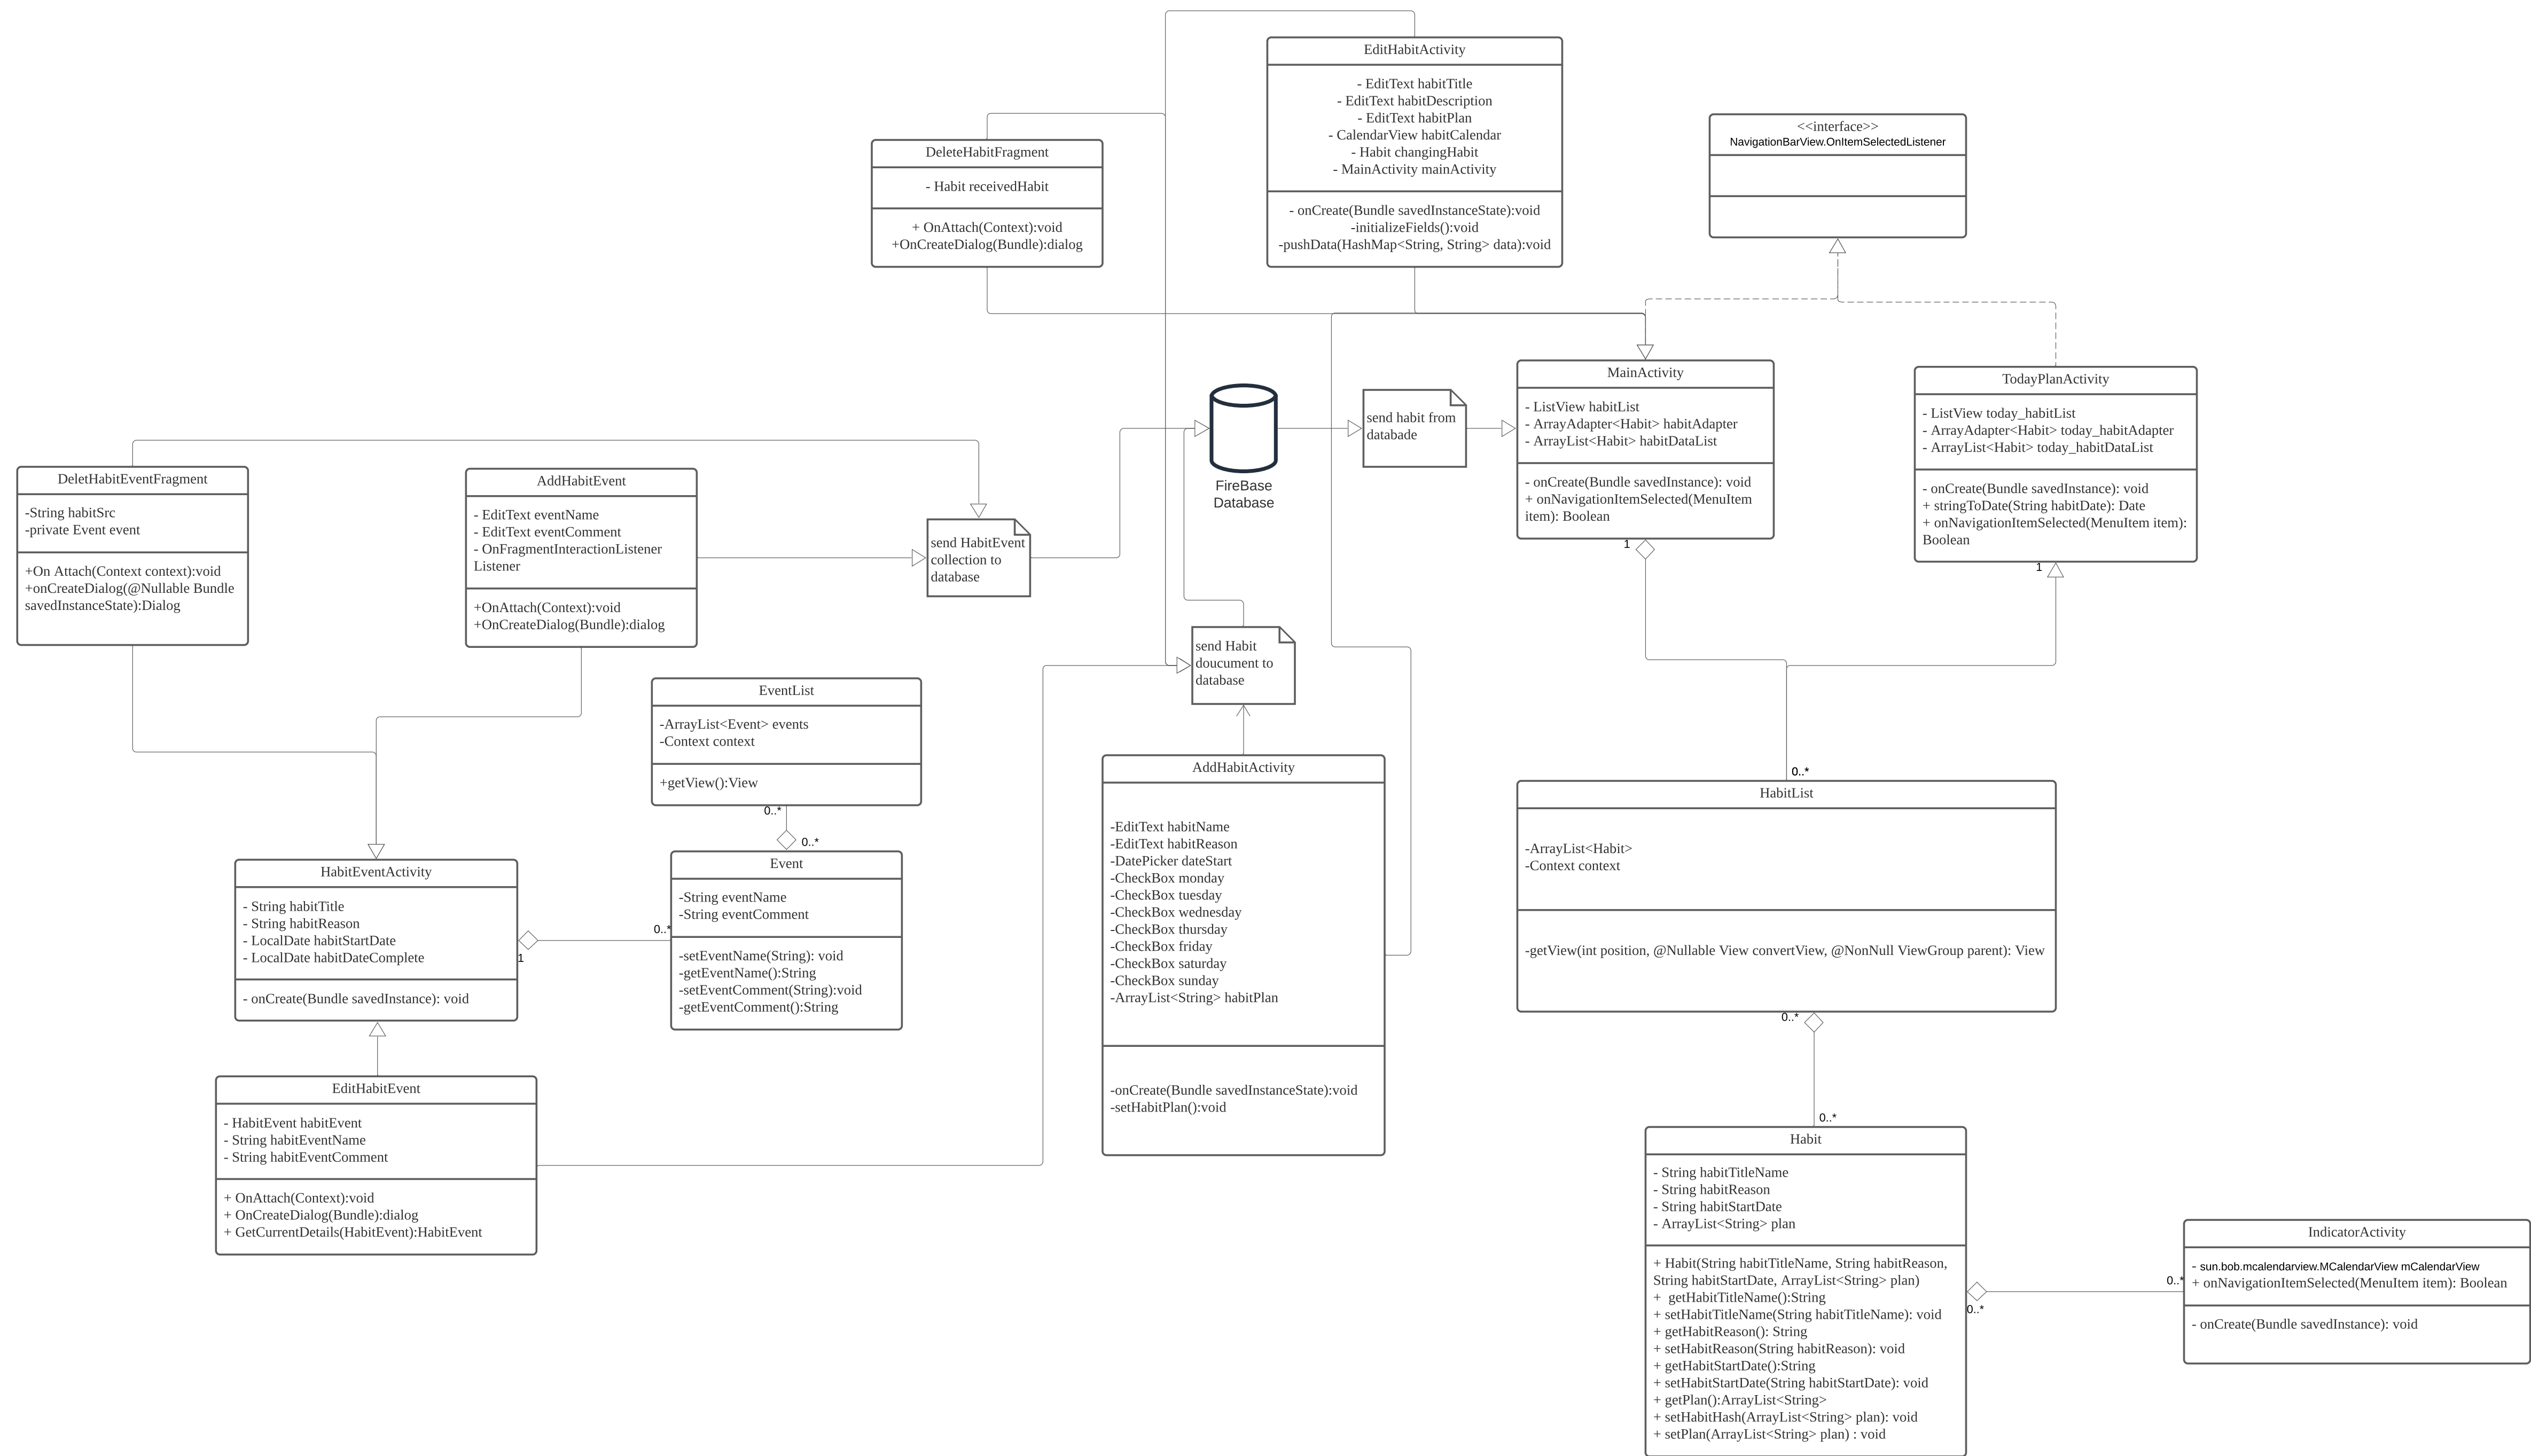 EditHabitActivity
- EditText habitTitle
- EditText habitDescription
- EditText habitPlan
- CalendarView habitCalendar
- Habit changingHabit
- MainActivity mainActivity
- onCreate(Bundle savedInstanceState):void
-initializeFields():void
-pushData(HashMap<String, String> data):void
DeleteHabitFragment
- Habit receivedHabit
+ OnAttach(Context):void
+OnCreateDialog(Bundle):dialog
<<interface>>
NavigationBarView.OnItemSelectedListener
MainActivity
- ListView habitList
- ArrayAdapter<Habit> habitAdapter
- ArrayList<Habit> habitDataList
- onCreate(Bundle savedInstance): void
+ onNavigationItemSelected(MenuItem
item): Boolean
1
TodayPlanActivity
- ListView today_habitList
- ArrayAdapter<Habit> today_habitAdapter
- ArrayList<Habit> today_habitDataList
- onCreate(Bundle savedInstance): void
+ stringToDate(String habitDate): Date
+ onNavigationItemSelected(MenuItem item):
Boolean
1
FireBase
Database
send habit from
databade
DeletHabitEventFragment
-String habitSrc
-private Event event
+On Attach(Context context):void
+onCreateDialog(@Nullable Bundle
savedInstanceState):Dialog
AddHabitEvent
- EditText eventName
- EditText eventComment
- OnFragmentInteractionListener
Listener
+OnAttach(Context):void
+OnCreateDialog(Bundle):dialog
send HabitEvent
collection to
database
send Habit
doucument to
database
EventList
-ArrayList<Event> events
-Context context
+getView():View
0..*
0..*
Event
-String eventName
-String eventComment
-setEventName(String): void
-getEventName():String
-setEventComment(String):void
-getEventComment():String
0..*
1
HabitEventActivity
- String habitTitle
- String habitReason
- LocalDate habitStartDate
- LocalDate habitDateComplete
- onCreate(Bundle savedInstance): void
EditHabitEvent
- HabitEvent habitEvent
- String habitEventName
- String habitEventComment
+ OnAttach(Context):void
+ OnCreateDialog(Bundle):dialog
+ GetCurrentDetails(HabitEvent):HabitEvent
AddHabitActivity
-EditText habitName
-EditText habitReason
-DatePicker dateStart
-CheckBox monday
-CheckBox tuesday
-CheckBox wednesday
-CheckBox thursday
-CheckBox friday
-CheckBox saturday
-CheckBox sunday
-ArrayList<String> habitPlan
-onCreate(Bundle savedInstanceState):void
-setHabitPlan():void
0..*
HabitList
-ArrayList<Habit>
-Context context
-getView(int position, @Nullable View convertView, @NonNull ViewGroup parent): View
0..*
0..*
Habit
- String habitTitleName
- String habitReason
- String habitStartDate
- ArrayList<String> plan
+ Habit(String habitTitleName, String habitReason,
String habitStartDate, ArrayList<String> plan)
+  getHabitTitleName():String
+ setHabitTitleName(String habitTitleName): void
+ getHabitReason(): String
+ setHabitReason(String habitReason): void
+ getHabitStartDate():String
+ setHabitStartDate(String habitStartDate): void
+ getPlan():ArrayList<String>
+ setHabitHash(ArrayList<String> plan): void
+ setPlan(ArrayList<String> plan) : void
0..*
0..*
IndicatorActivity
- sun.bob.mcalendarview.MCalendarView mCalendarView
+ onNavigationItemSelected(MenuItem item): Boolean
- onCreate(Bundle savedInstance): void